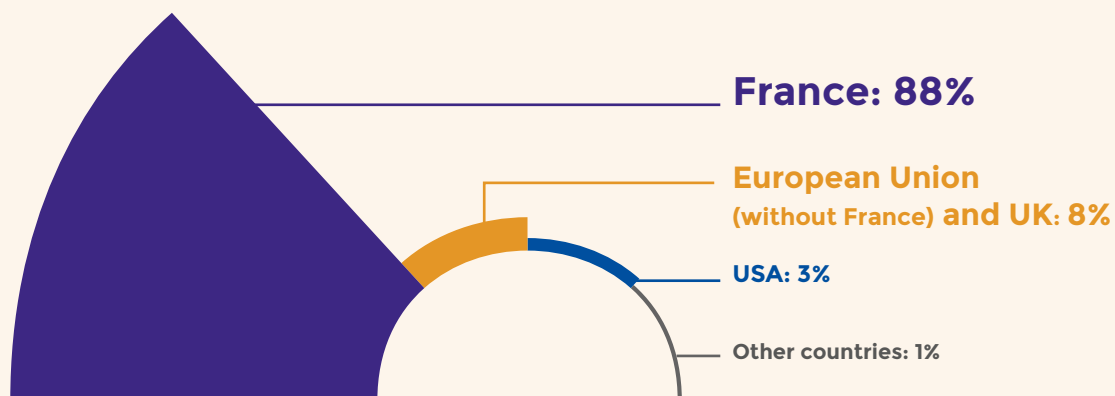 France: 88%
European Union
(without France) and UK: 8%
USA: 3%
Other countries: 1%